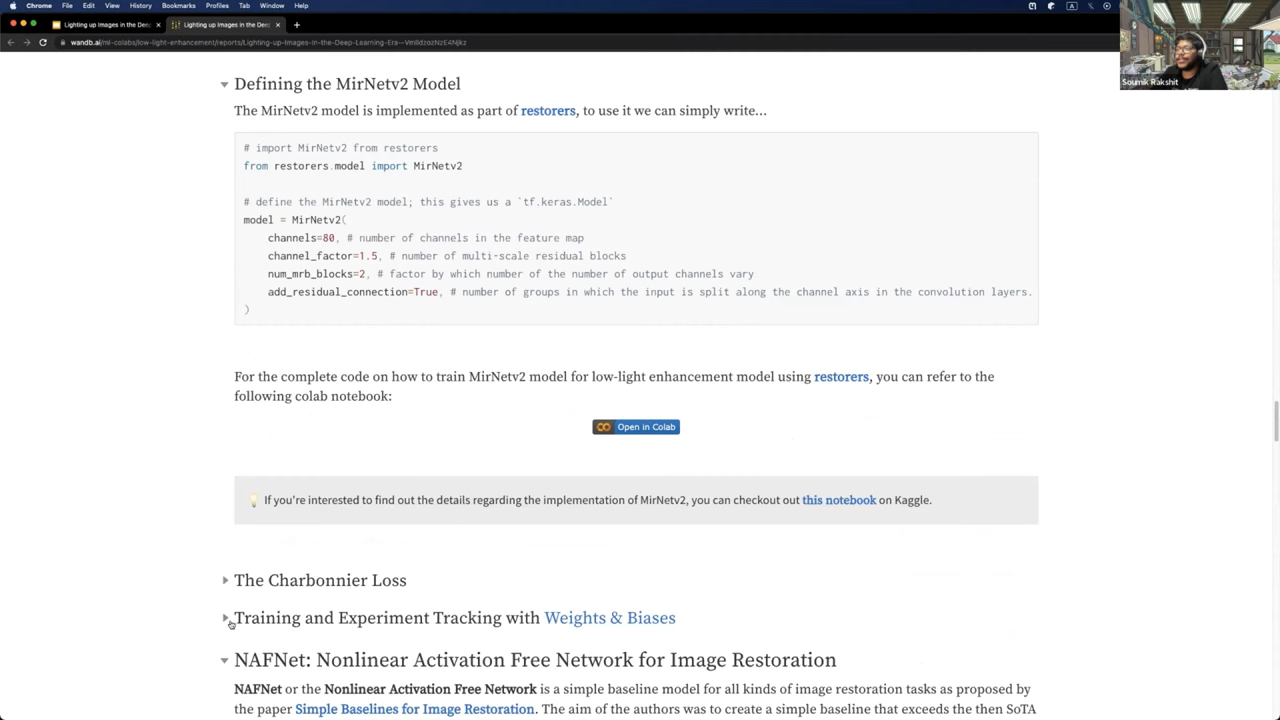 Chrome File Edit View History Bookmarks Profiles Tab Window Help
Lighting up Images in the Dee
Lighting up Images in the Dee
wandb.ai/ml-colabs/low-light-enhancement/reports/Lighting-up-Images-in-the-Deep-Learning-Era--VmlldzozNzE4Njkz
Soumik Rakshit
Defining the MirNetv2 Model
The MirNetv2 model is implemented as part of restorers, to use it we can simply write...
# import MirNetv2 from restorers
from restorers.model import MirNetv2
# define the MirNetv2 model; this gives us a `tf.keras.Model`
model = MirNetv2(
channels=80, # number of channels in the feature map
channel_factor=1.5, # number of multi-scale residual blocks
num_mrb_blocks=2, # factor by which number of the number of output channels vary
add_residual_connection=True, # number of groups in which the input is split along the channel axis in the convolution layers.
)
For the complete code on how to train MirNetv2 model for low-light enhancement model using restorers, you can refer to the
following colab notebook:
Open in Colab
If you're interested to find out the details regarding the implementation of MirNetv2, you can checkout out this notebook on Kaggle.
The Charbonnier Loss
Training and Experiment Tracking with Weights & Biases
NAFNet: Nonlinear Activation Free Network for Image Restoration
NAFNet or the Nonlinear Activation Free Network is a simple baseline model for all kinds of image restoration tasks as proposed by
the paper Simple Baselines for Image Restoration. The aim of the authors was to create a simple baseline that exceeds the then SoTA